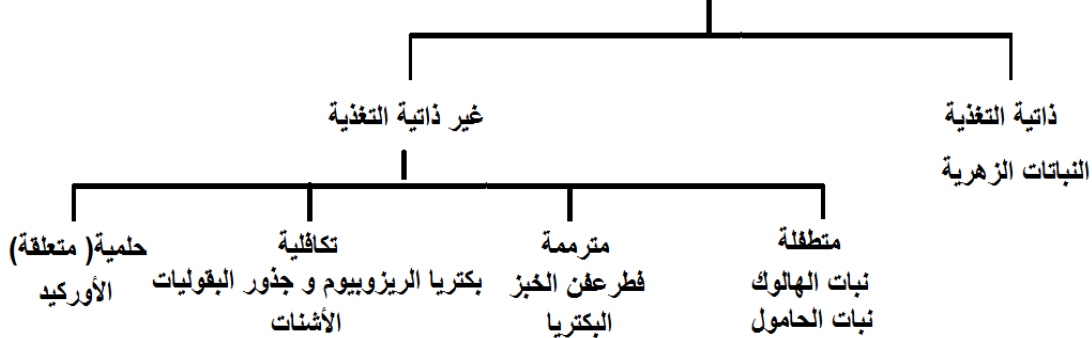 ذاتية التغذية
النباتات الزهرية
غير ذاتية التغذية
متطفلة
نبات الهالوك
نبات الحامول
مترممة
فطرعفن الخبز
البكتريا
تكافلية
بكتريا الريزوبيوم و جذور البقوليات
الأشنات
حلمية( متعلقة)
الأوركيد